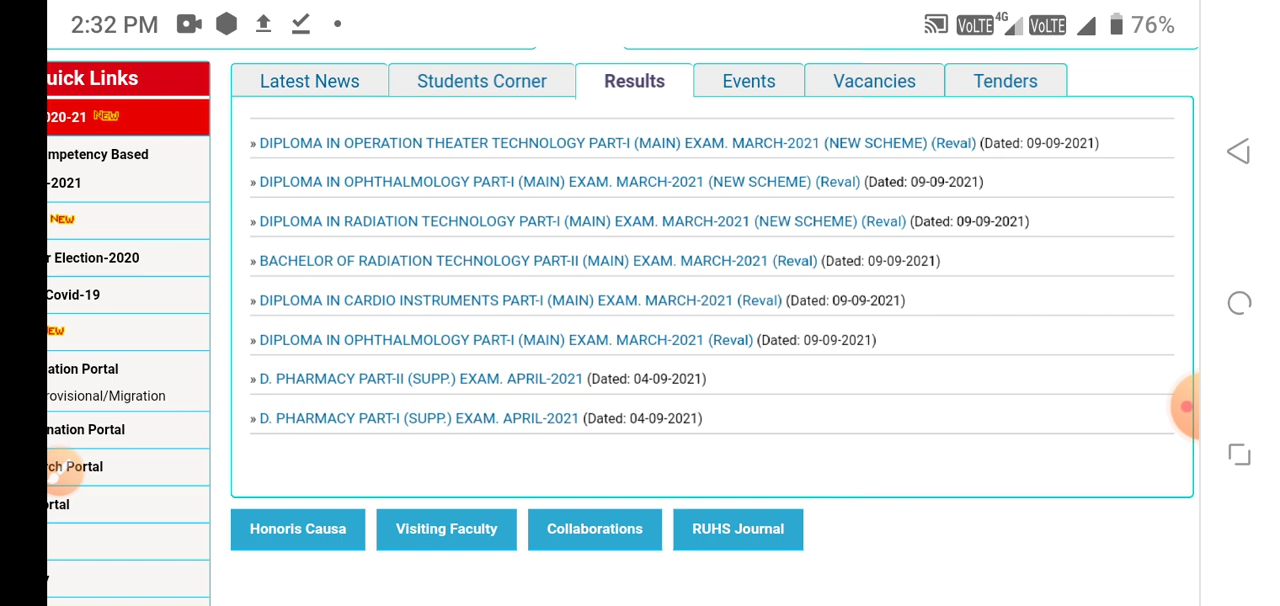 2:32 PM
VoLTE 4G VoLTE 76%
uick Links
020-21 NEW
mpetency Based
-2021
NEW
r Election-2020
Covid-19
EW
ation Portal
rovisional/Migration
nation Portal
rch Portal
ortal
y
Latest News Students Corner Results Events Vacancies Tenders
» DIPLOMA IN OPERATION THEATER TECHNOLOGY PART-I (MAIN) EXAM. MARCH-2021 (NEW SCHEME) (Reval) (Dated: 09-09-2021)
» DIPLOMA IN OPHTHALMOLOGY PART-I (MAIN) EXAM. MARCH-2021 (NEW SCHEME) (Reval) (Dated: 09-09-2021)
» DIPLOMA IN RADIATION TECHNOLOGY PART-I (MAIN) EXAM. MARCH-2021 (NEW SCHEME) (Reval) (Dated: 09-09-2021)
» BACHELOR OF RADIATION TECHNOLOGY PART-II (MAIN) EXAM. MARCH-2021 (Reval) (Dated: 09-09-2021)
» DIPLOMA IN CARDIO INSTRUMENTS PART-I (MAIN) EXAM. MARCH-2021 (Reval) (Dated: 09-09-2021)
» DIPLOMA IN OPHTHALMOLOGY PART-I (MAIN) EXAM. MARCH-2021 (Reval) (Dated: 09-09-2021)
» D. PHARMACY PART-II (SUPP.) EXAM. APRIL-2021 (Dated: 04-09-2021)
» D. PHARMACY PART-I (SUPP.) EXAM. APRIL-2021 (Dated: 04-09-2021)
Honoris Causa Visiting Faculty Collaborations RUHS Journal